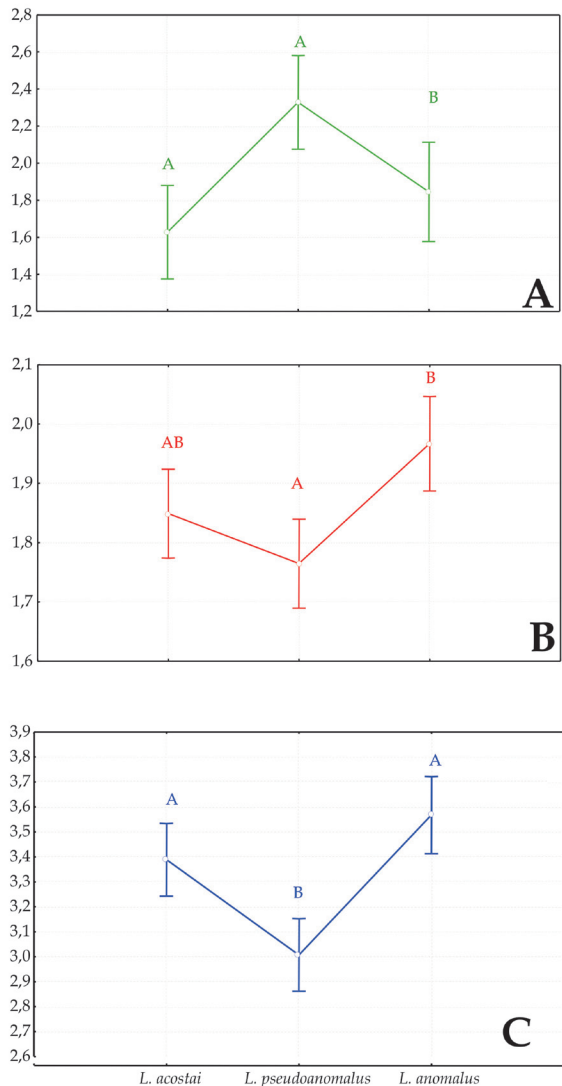 2,8
A
2,6
2,4
B
2,2
A
2,0
1,8
1,6
1,4
A
1,2
2,1
B
2,0
AB
1,9
A
1,8
1,7
B
1,6
3,9
3,8
A
3,7
A
3,6
3,5
3,4
3,3
B
3,2
3,1
3,0
2,9
2,8
C
2,7
2,6
L. acostai L. pseudoanomalus L. anomalus